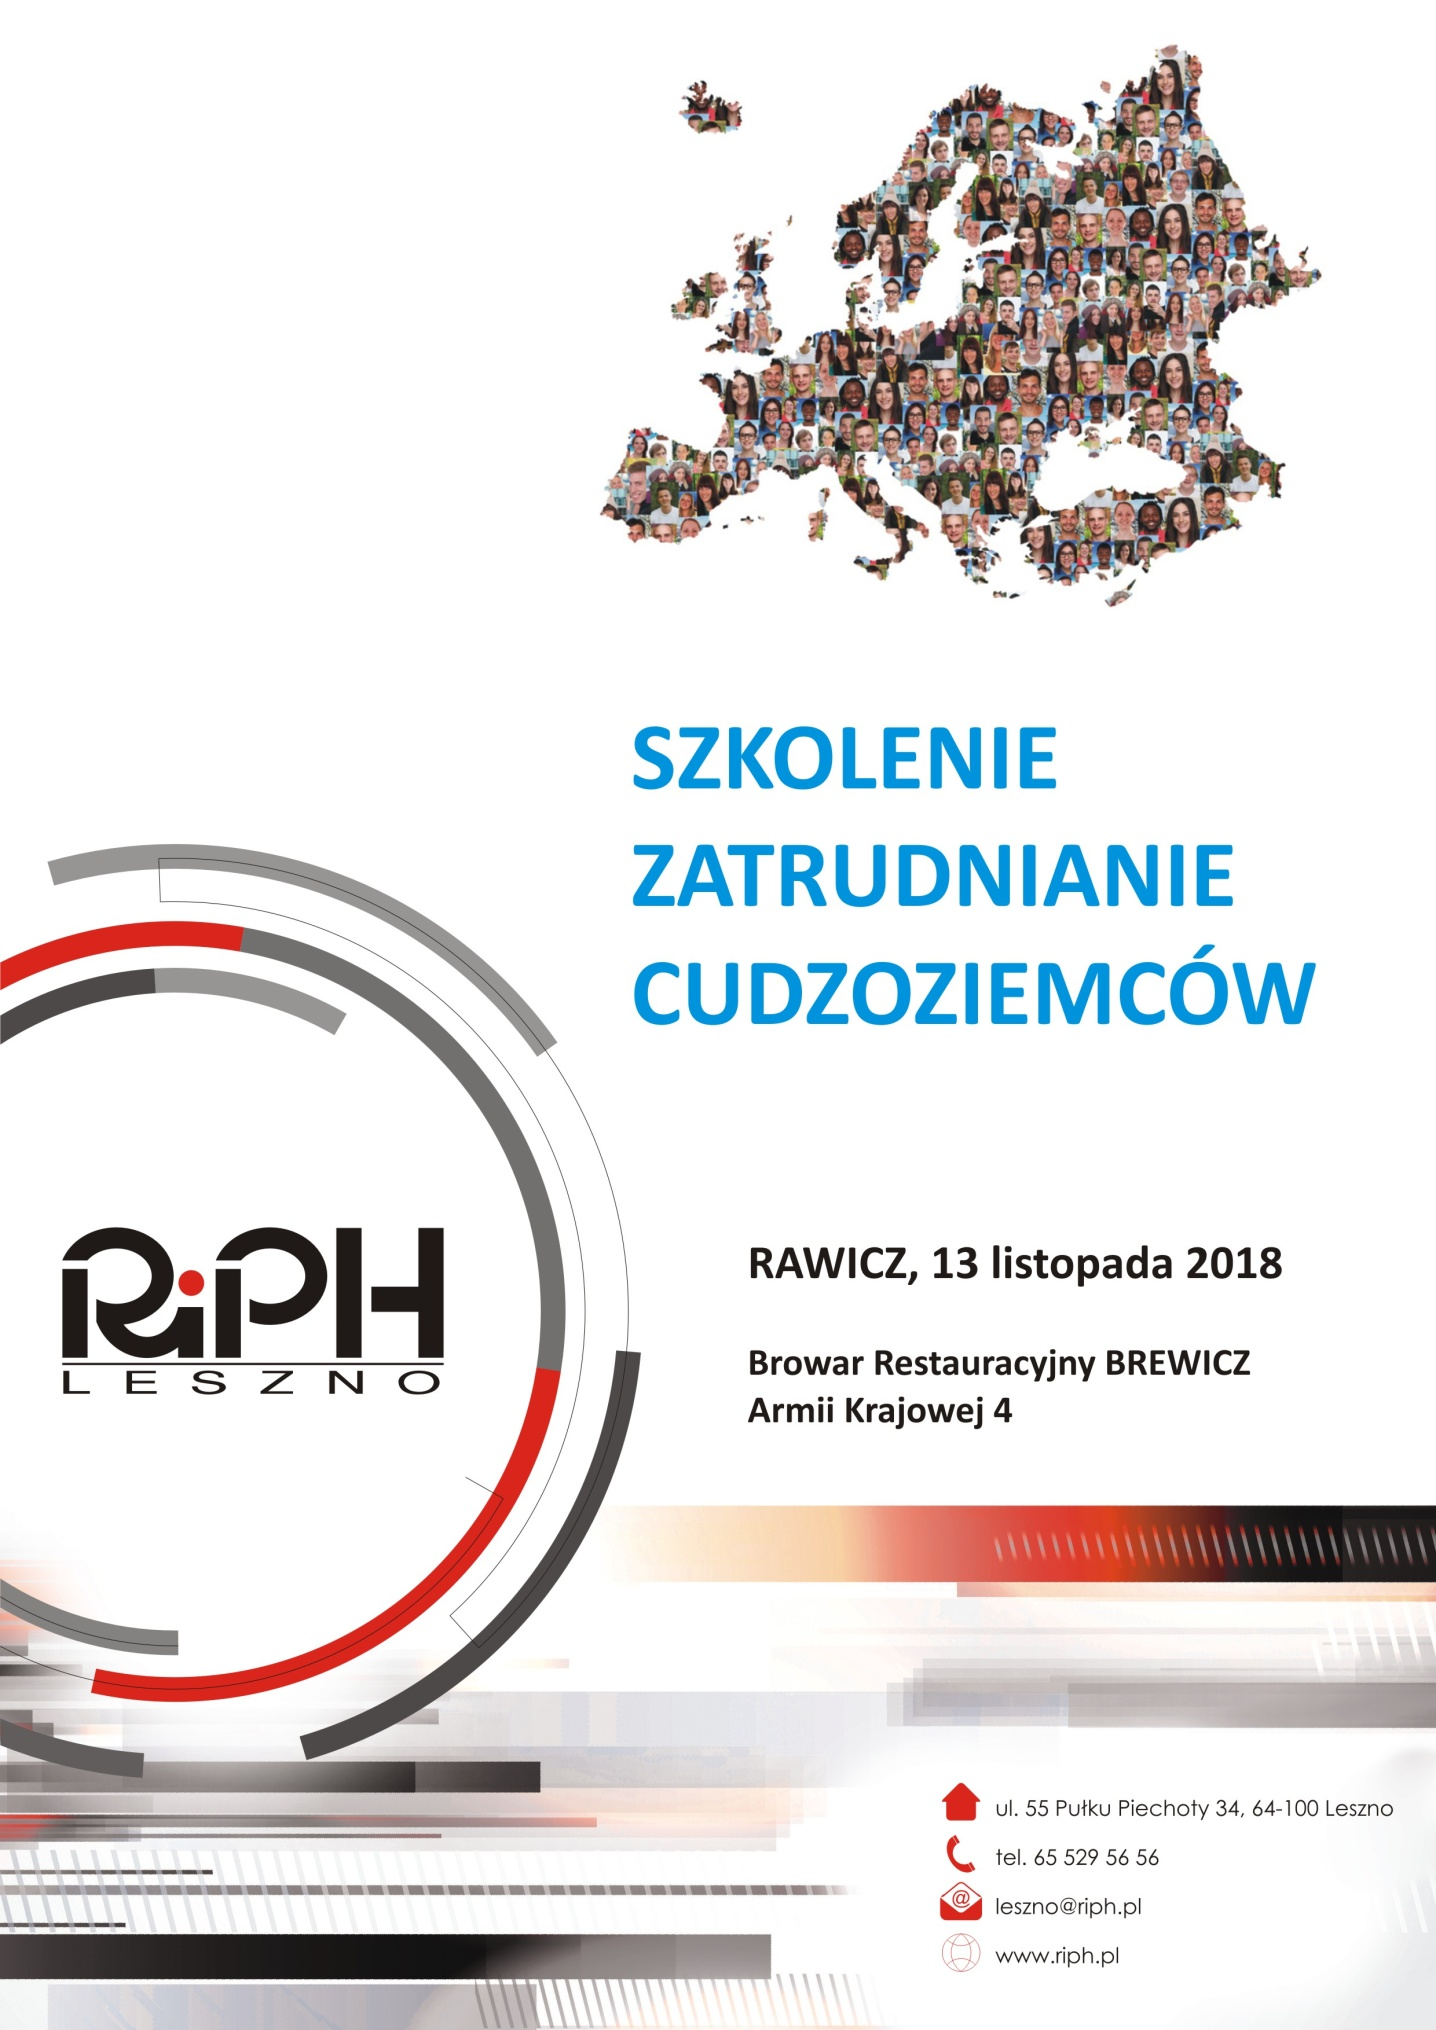 SZKOLENIE
ZATRUDNIANIE
CUDZOZIEMCÓW
RiPH
LESZNO
RAWICZ, 13 listopada 2018
Browar Restauracyjny BREWICZ
Armii Krajowej 4
ul. 55 Pułku Piechoty 34, 64-100 Leszno
tel. 65 529 56 56
leszno@riph.pl
www.riph.pl